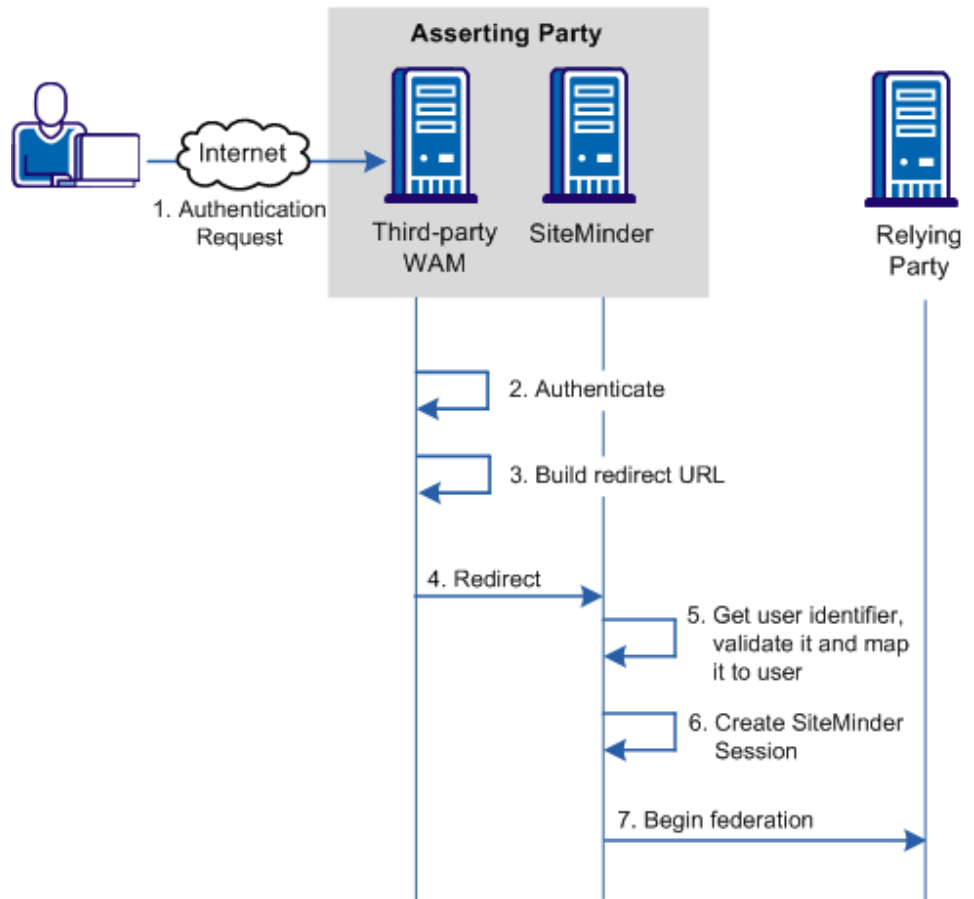 Asserting Party
Internet
1. Authentication
Request
Third-party
WAM
SiteMinder
Relying
Party
2. Authenticate
3. Build redirect URL
4. Redirect
5. Get user identifier,
validate it and map
it to user
6. Create SiteMinder
Session
7. Begin federation